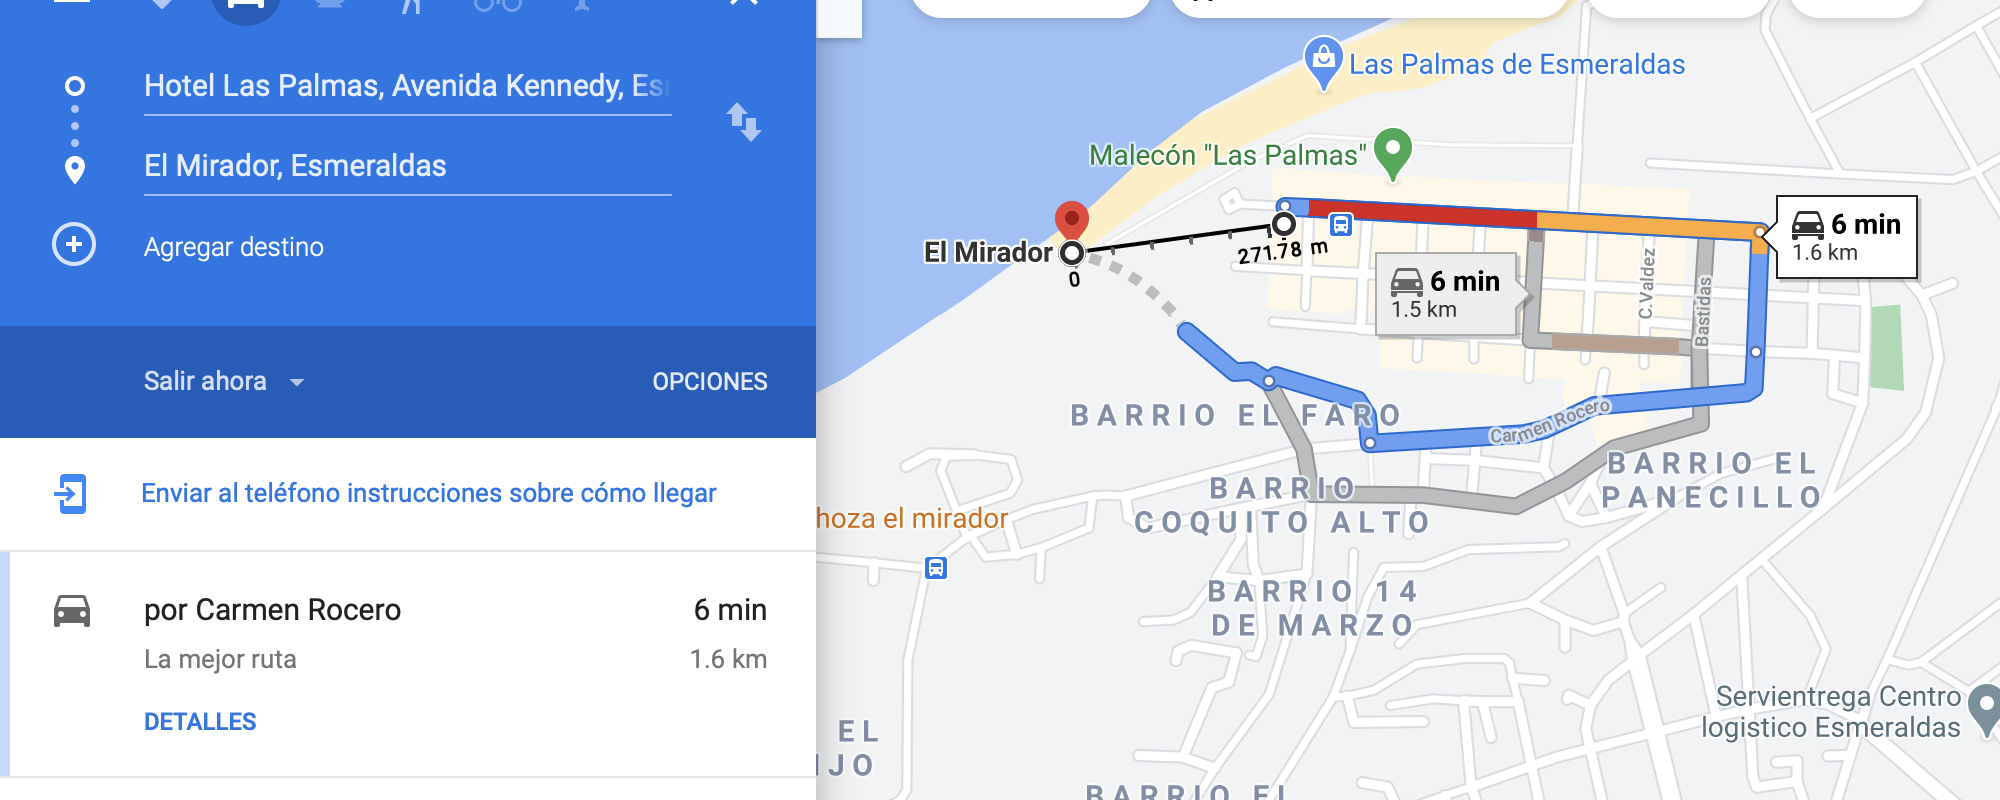 Hotel Las Palmas, Avenida Kennedy, Es
El Mirador, Esmeraldas
Agregar destino
Salir ahora
OPCIONES
Enviar al teléfono instrucciones sobre cómo llegar
por Carmen Rocero
6 min
La mejor ruta
1.6 km
DETALLES
Las Palmas de Esmeraldas
Malecón "Las Palmas"
El Mirador
0
271.78 m
6 min
1.6 km
6 min
1.5 km
C.Valdez
Bastidas
Carmen Rocero
BARRIO EL FARO
BARRIO EL
PANECILLO
BARRIO
COQUITO ALTO
hoza el mirador
BARRIO 14
DE MARZO
Servientrega Centro
logistico Esmeraldas
EL
JO
BARRIO EL